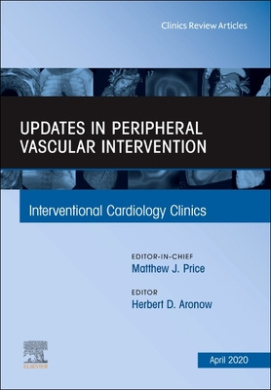 Clinics Review Articles
UPDATES IN PERIPHERAL
VASCULAR INTERVENTION
Interventional Cardiology Clinics
EDITOR-IN-CHIEF
Matthew J. Price
EDITOR
Herbert D. Aronow
ELSEVIER
April 2020